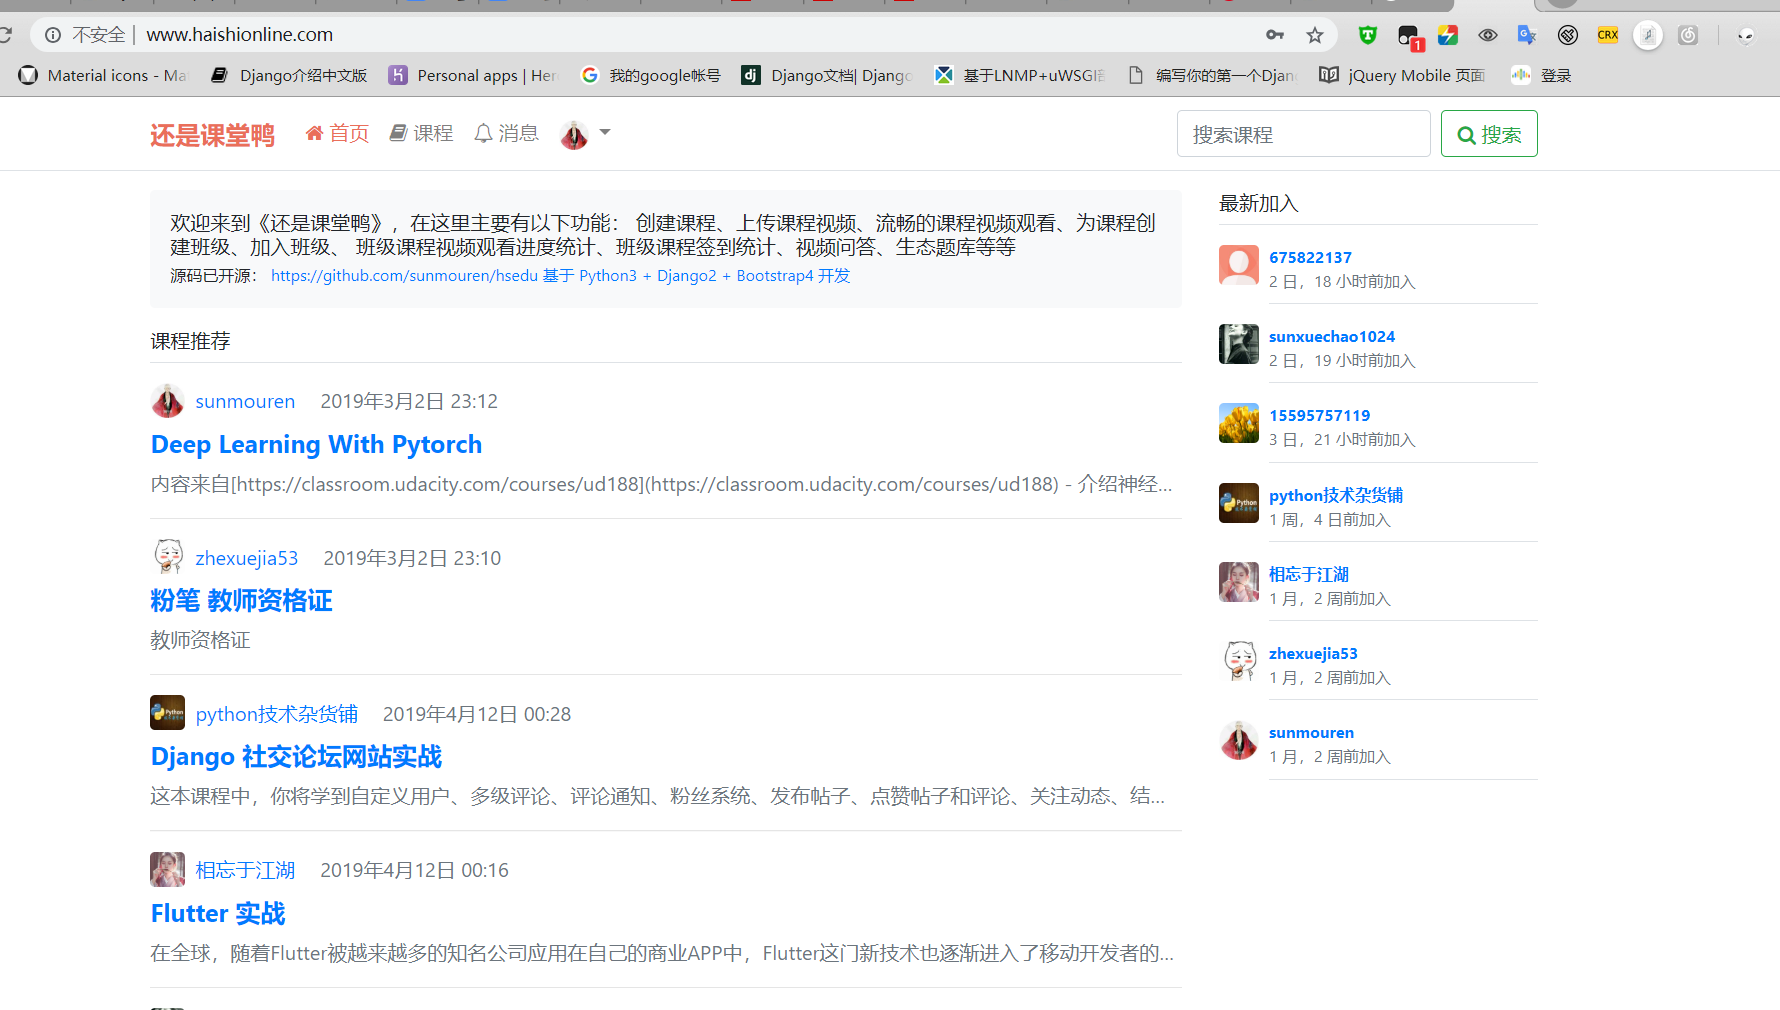 不安全 www.haishionline.com
1 CRX
Material icons - Ma Django介绍中文版 Personal apps | Her 我的google帐号 dj Django文档| Django 基于LNMP+uWSGI 编写你的第一个Djan jQuery Mobile 页面 登录
还是课堂鸭 首页 课程 消息 搜索课程 搜索
欢迎来到《还是课堂鸭》，在这里主要有以下功能： 创建课程、上传课程视频、流畅的课程视频观看、为课程创
建班级、加入班级、 班级课程视频观看进度统计、班级课程签到统计、视频问答、生态题库等等
源码已开源： https://github.com/sunmouren/hsedu 基于 Python3 + Django2 + Bootstrap4 开发
课程推荐
sunmouren 2019年3月2日 23:12
Deep Learning With Pytorch
内容来自[https://classroom.udacity.com/courses/ud188](https://classroom.udacity.com/courses/ud188) - 介绍神经...
zhexuejia53 2019年3月2日 23:10
粉笔 教师资格证
教师资格证
python技术杂货铺 2019年4月12日 00:28
Django 社交论坛网站实战
这本课程中，你将学到自定义用户、多级评论、评论通知、粉丝系统、发布帖子、点赞帖子和评论、关注动态、结...
相忘于江湖 2019年4月12日 00:16
Flutter 实战
在全球，随着Flutter被越来越多的知名公司应用在自己的商业APP中，Flutter这门新技术也逐渐进入了移动开发者的...
最新加入
675822137
2 日，18 小时前加入
sunxuechao1024
2 日，19 小时前加入
15595757119
3 日，21 小时前加入
python技术杂货铺
1 周，4 日前加入
相忘于江湖
1 月，2 周前加入
zhexuejia53
1 月，2 周前加入
sunmouren
1 月，2 周前加入